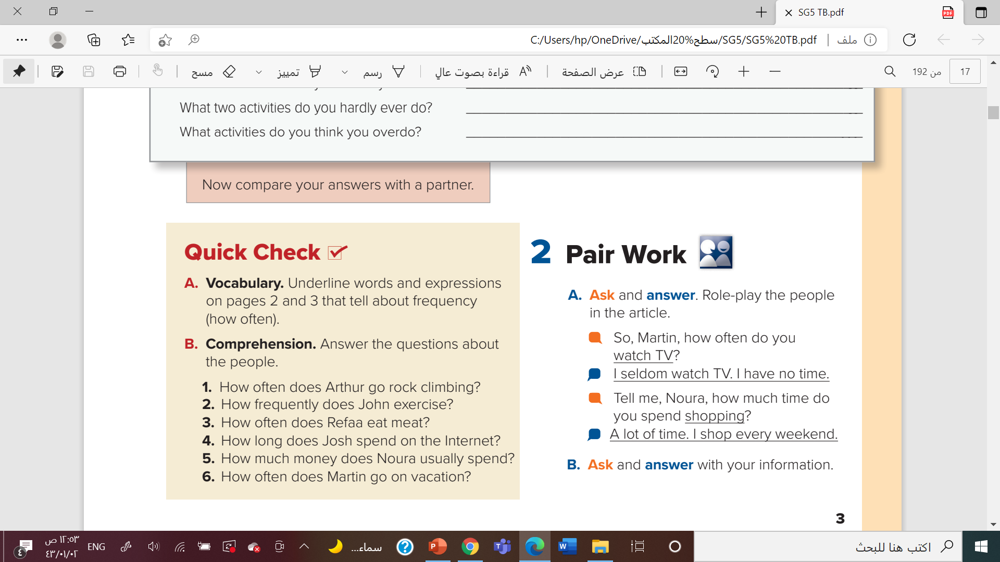 SG5 TB.pdf
C:/Users/hp/OneDrive/سطح%20المكتب/SG5/SG5%20TB.pdf
ملف
مسح
تمييز
رسم
قراءة بصوت عالٍ
عرض الصفحة
من 192
17
What two activities do you hardly ever do?
What activities do you think you overdo?
Now compare your answers with a partner.
Quick Check
A. Vocabulary. Underline words and expressions
on pages 2 and 3 that tell about frequency
(how often).
B. Comprehension. Answer the questions about
the people.
1. How often does Arthur go rock climbing?
2. How frequently does John exercise?
3. How often does Refaa eat meat?
4. How long does Josh spend on the Internet?
5. How much money does Noura usually spend?
6. How often does Martin go on vacation?
2 Pair Work
A. Ask and answer. Role-play the people
in the article.
So, Martin, how often do you
watch TV?
I seldom watch TV. I have no time.
Tell me, Noura, how much time do
you spend shopping?
A lot of time. I shop every weekend.
B. Ask and answer with your information.
3
١٢:٥٣ ص
٤٣/٠١/٠٢
٤
ENG
سماء...
اكتب هنا للبحث